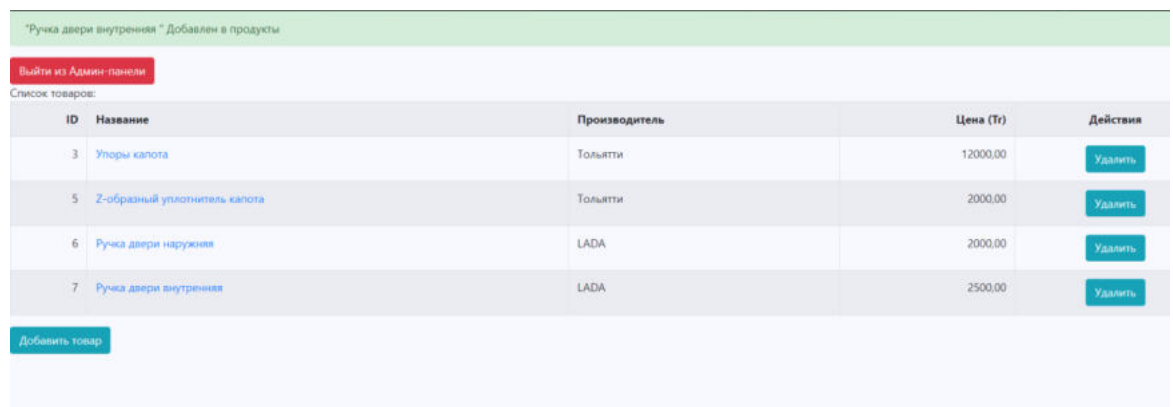 "Ручка двери внутренняя " Добавлен в продукты
Выйти из Админ-панели
Список товаров:
ID Название Производитель Цена (Тг) Действия
3 Упоры капота Тольятти 12000,00 Удалить
5 Z-образный уплотнитель капота Тольятти 2000,00 Удалить
6 Ручка двери наружняя LADA 2000,00 Удалить
7 Ручка двери внутренняя LADA 2500,00 Удалить
Добавить товар